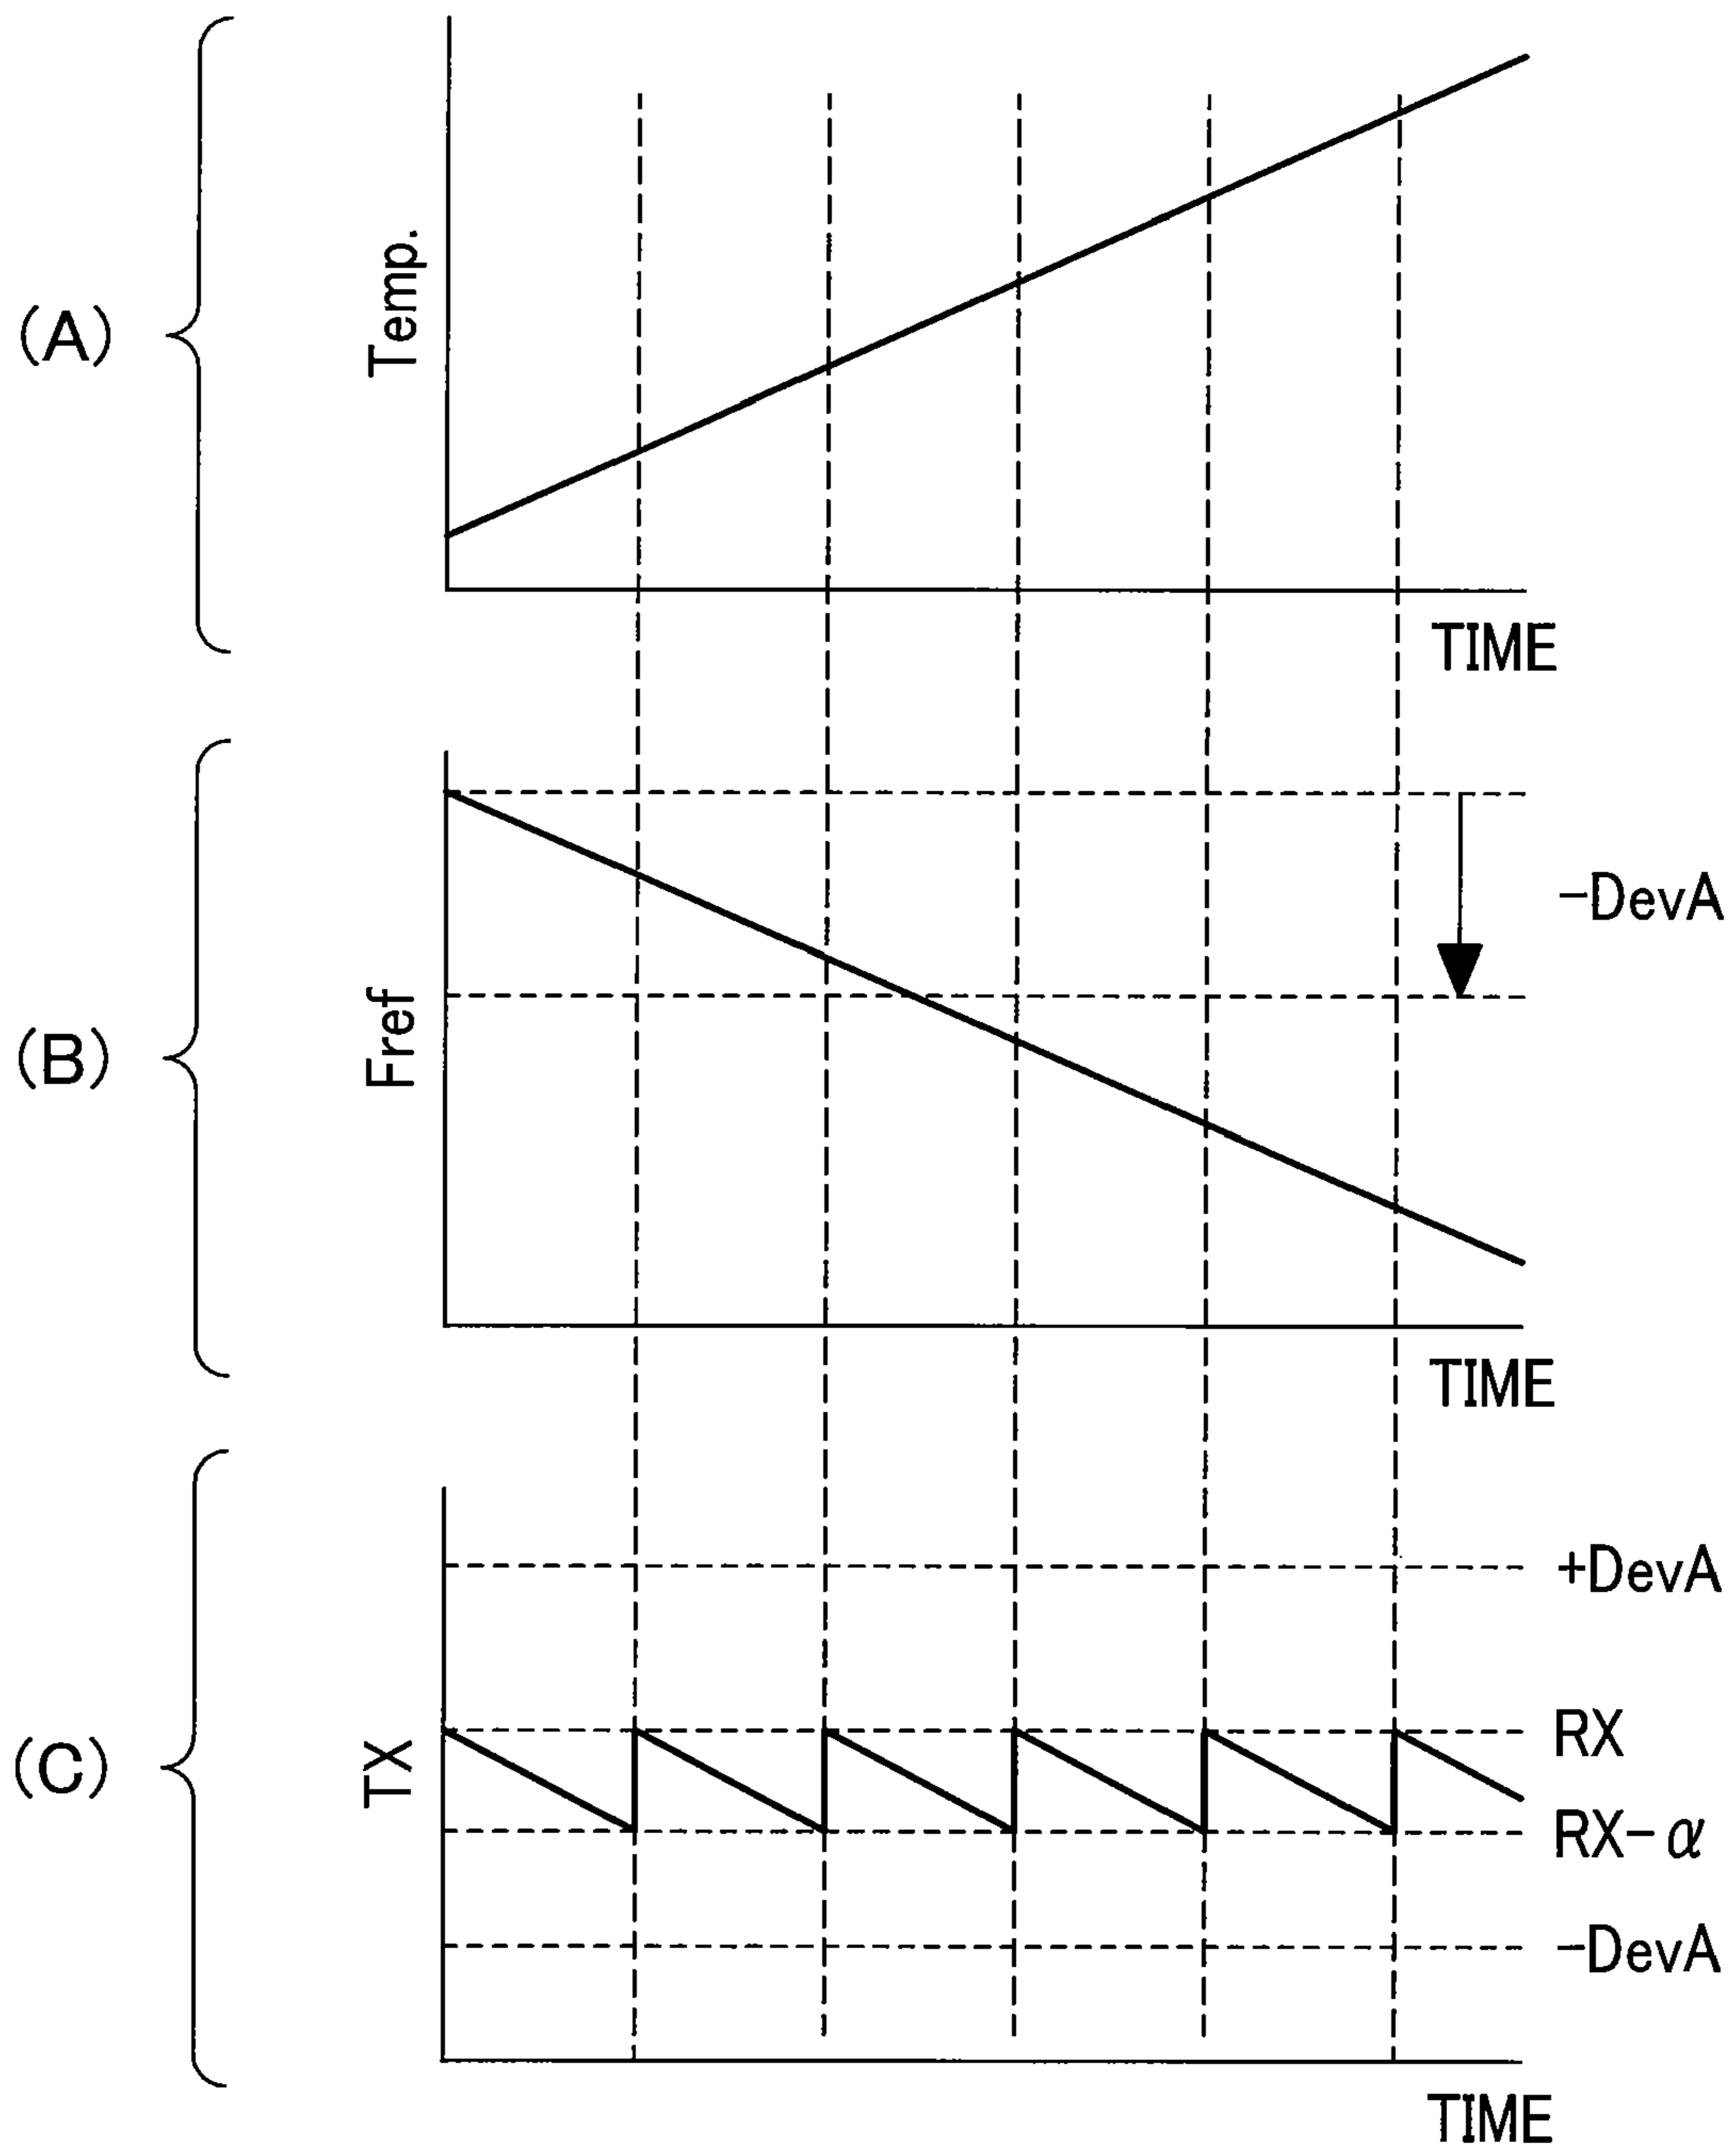 (A)
Temp.
TIME
(B)
Fref
-DevA
TIME
(C)
TX
+DevA
RX
RX-α
-DevA
TIME